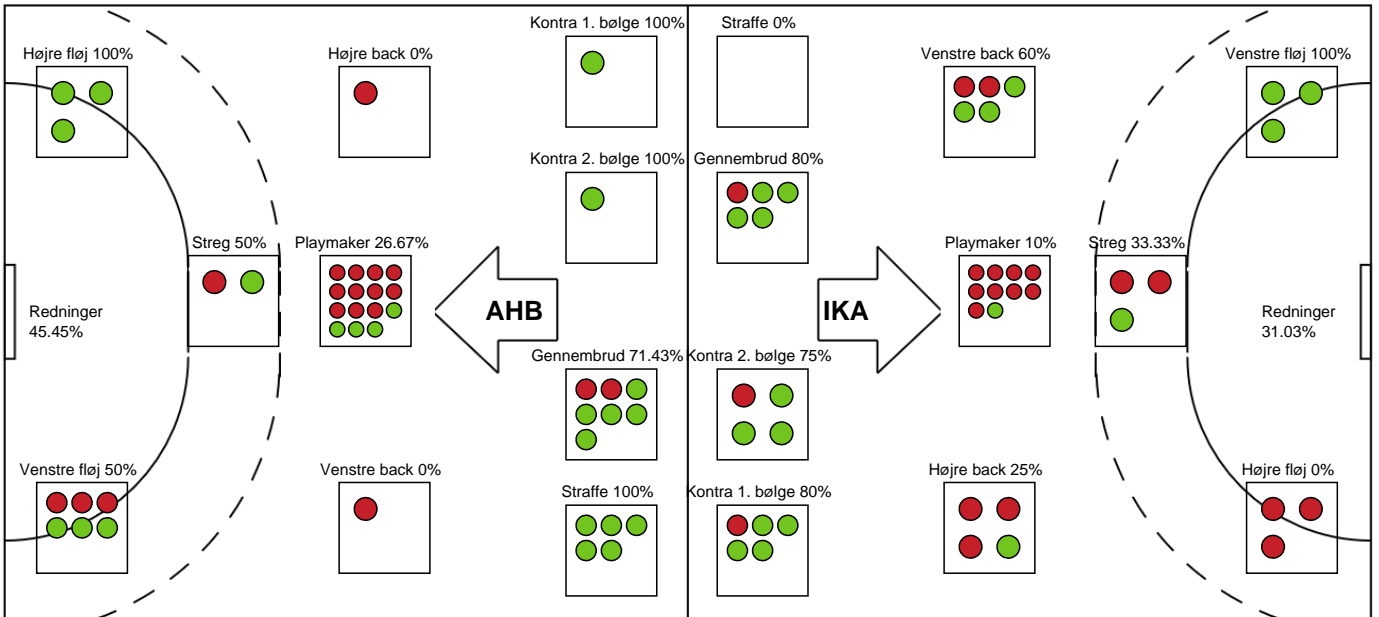 Kontra 1. bølge 100%
Straffe 0%
Højre fløj 100%
Højre back 0%
Venstre back 60%
Venstre fløj 100%
Kontra 2. bølge 100%
Gennembrud 80%
Streg 50%
Playmaker 26.67%
Playmaker 10%
Streg 33.33%
Redninger
45.45%
AHB
IKA
Redninger
31.03%
Gennembrud 71.43%
Kontra 2. bølge 75%
Venstre fløj 50%
Venstre back 0%
Højre back 25%
Højre fløj 0%
Straffe 100%
Kontra 1. bølge 80%